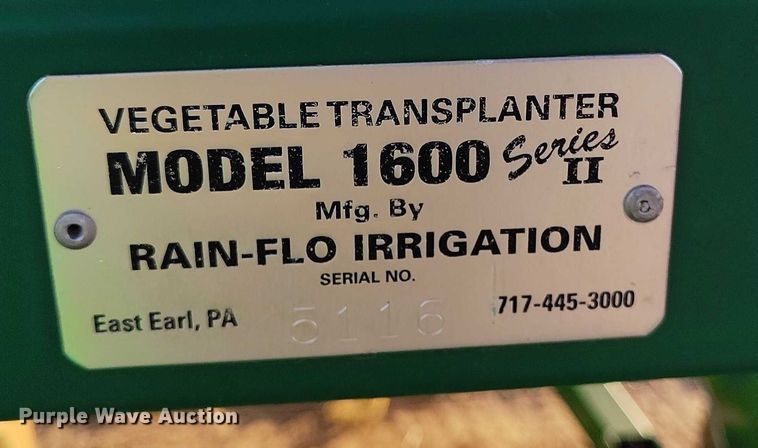 VEGETABLE TRANSPLANTER
MODEL 1600 Series II
Mfg. By
RAIN-FLO IRRIGATION
SERIAL NO.
East Earl, PA 5116 717-445-3000
Purple Wave Auction